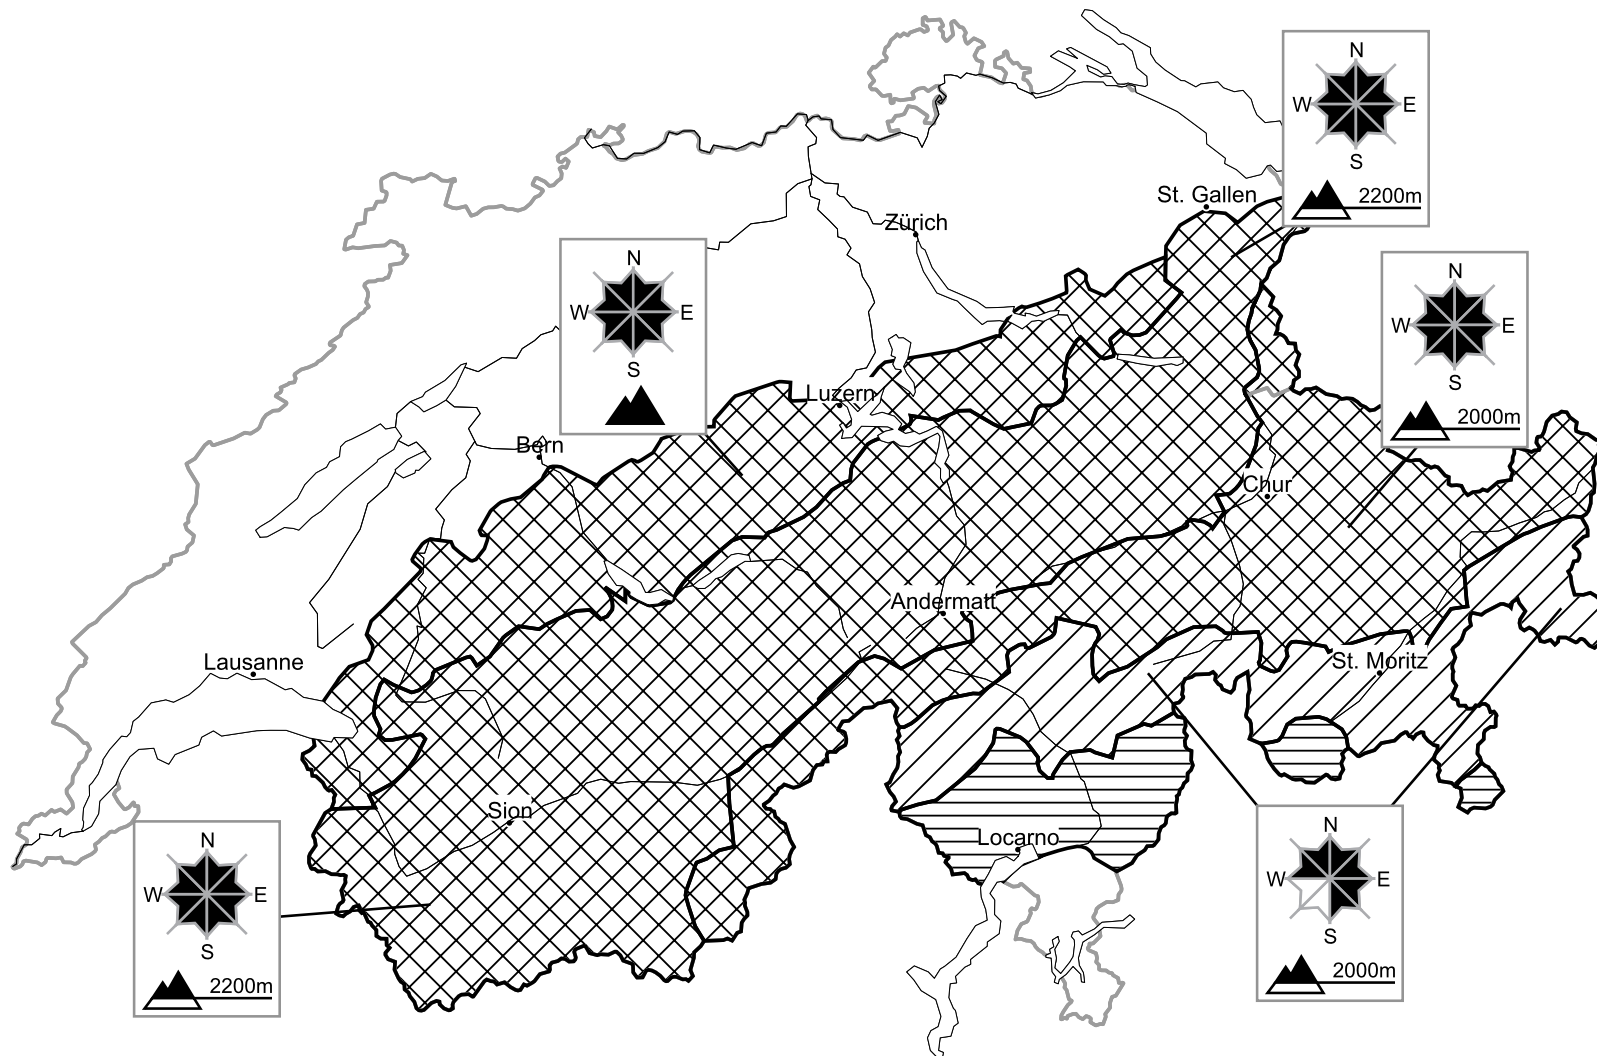 N
W E
S
2200m
St. Gallen
Zürich
N
W E
S
N
W E
S
2000m
Luzern
Bern
Chur
Andermatt
Lausanne
St. Moritz
Sion
Locarno
N
W E
S
2200m
N
W E
S
2000m